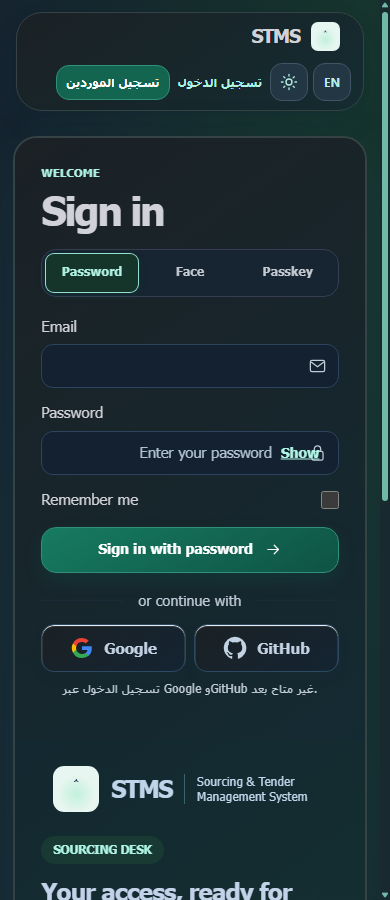 STMS
تسجيل الموردين
تسجيل الدخول
EN
WELCOME
Sign in
Password Face Passkey
Email
Password
Enter your password Show
Remember me
Sign in with password →
or continue with
Google GitHub
تسجيل الدخول عبر Google وGitHub غير متاح بعد.
STMS
Sourcing & Tender
Management System
SOURCING DESK
Your access, ready for